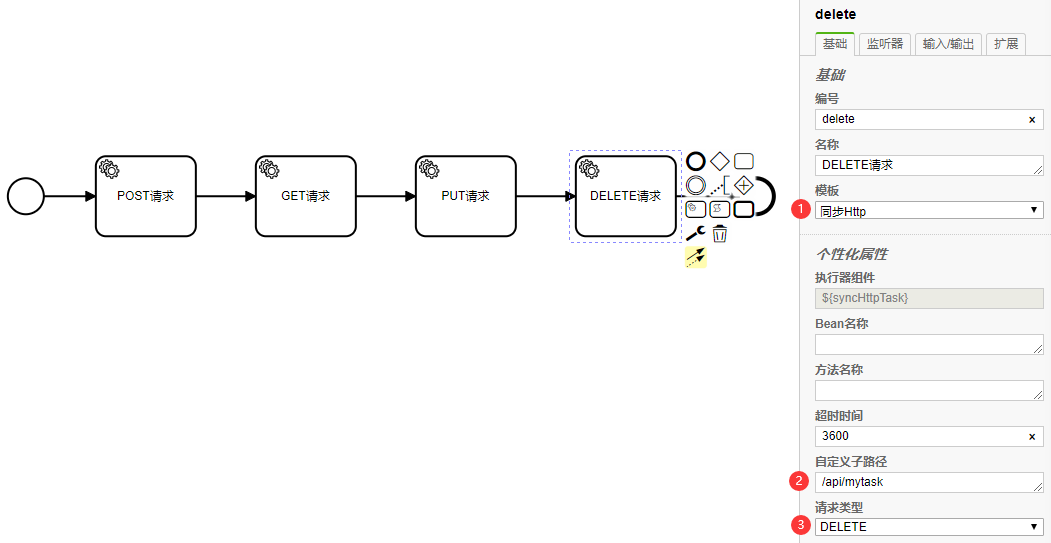 POST请求
GET请求
PUT请求
DELETE请求
delete
基础
监听器
输入/输出
扩展
基础
编号
delete
×
名称
DELETE请求
模板
1
同步Http
个性化属性
执行器组件
${syncHttpTask}
Bean名称
方法名称
超时时间
3600
×
自定义子路径
2
/api/mytask
请求类型
3
DELETE